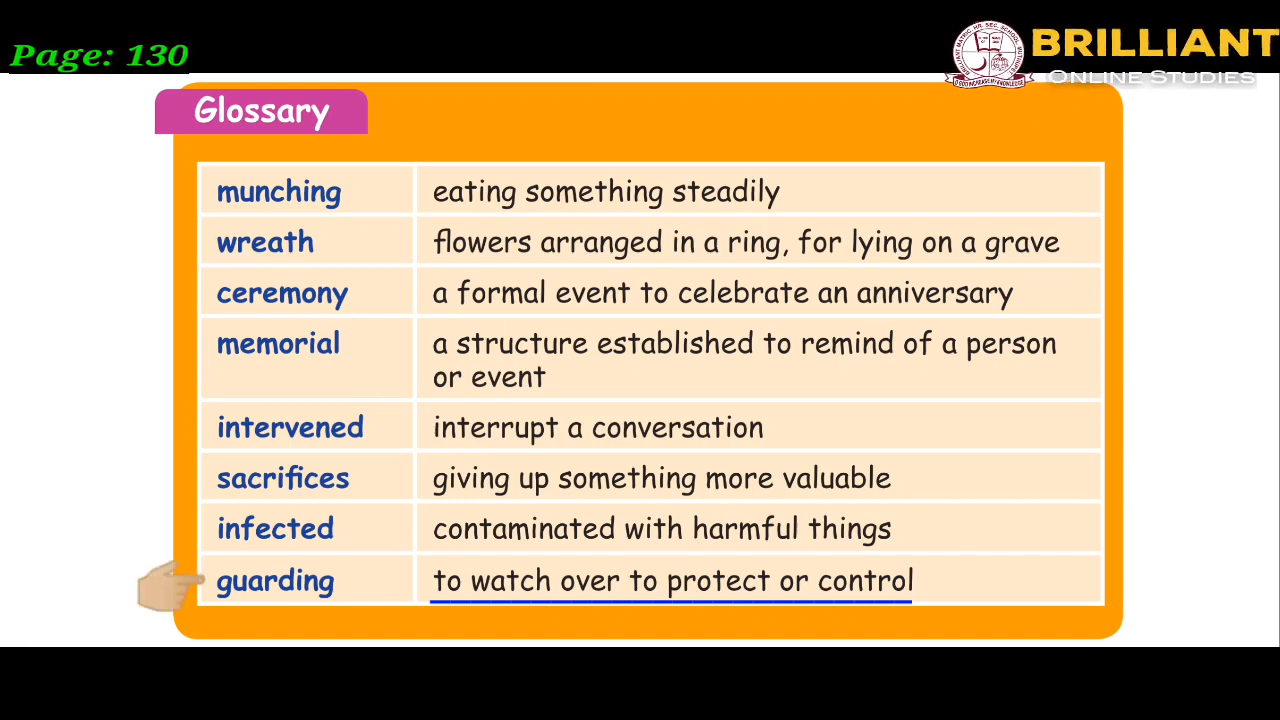 Page: 130
BRILLIANT
ONLINE STUDIES
Glossary
munching eating something steadily
wreath flowers arranged in a ring, for lying on a grave
ceremony a formal event to celebrate an anniversary
memorial a structure established to remind of a person
or event
intervened interrupt a conversation
sacrifices giving up something more valuable
infected contaminated with harmful things
guarding to watch over to protect or control